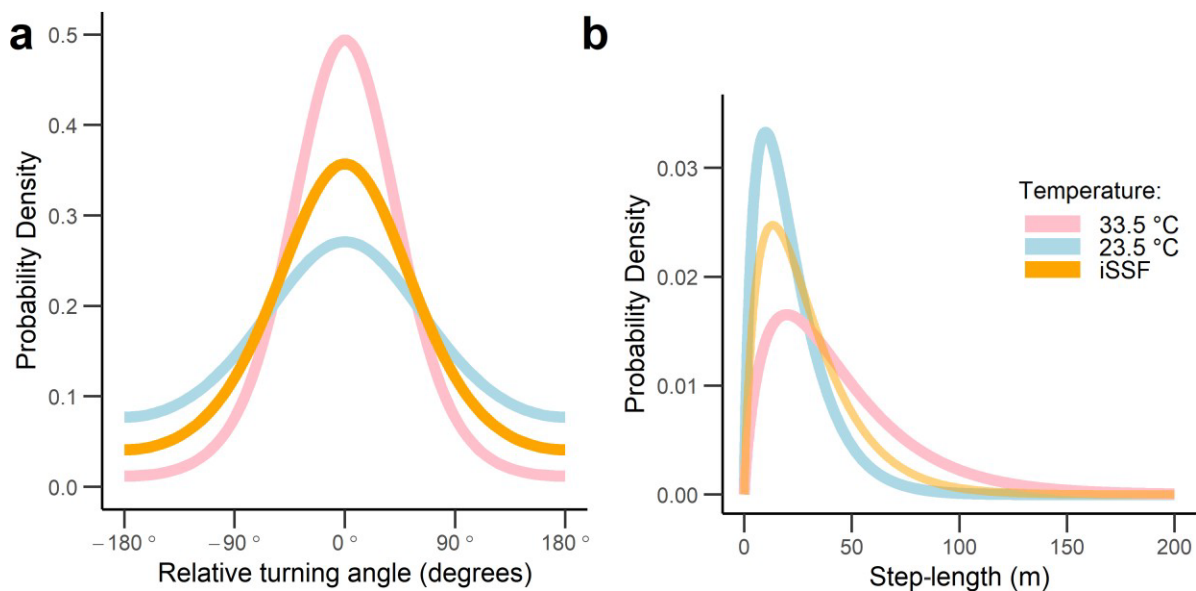 a
0.5
0.4
0.3
0.2
0.1
0.0
Probability Density
−180 °
−90 °
0 °
90 °
180 °
Relative turning angle (degrees)
b
0.03
0.02
0.01
0.00
Probability Density
0
50
100
150
200
Step-length (m)
Temperature:
33.5 °C
23.5 °C
iSSF